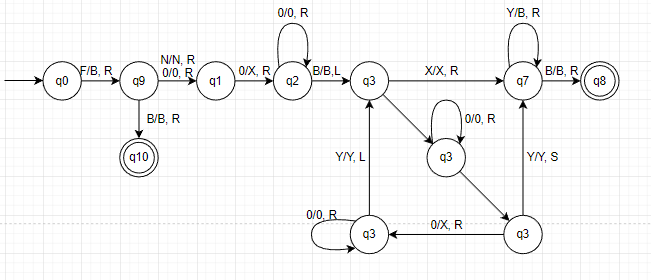 0/0, R
Y/B, R
N/N, R
F/B, R
0/0, R
0/X, R
B/B,L
X/X, R
B/B, R
q0
q9
q1
q2
q3
q7
q8
B/B, R
0/0, R
q10
Y/Y, L
q3
Y/Y, S
0/0, R
0/X, R
q3
q3